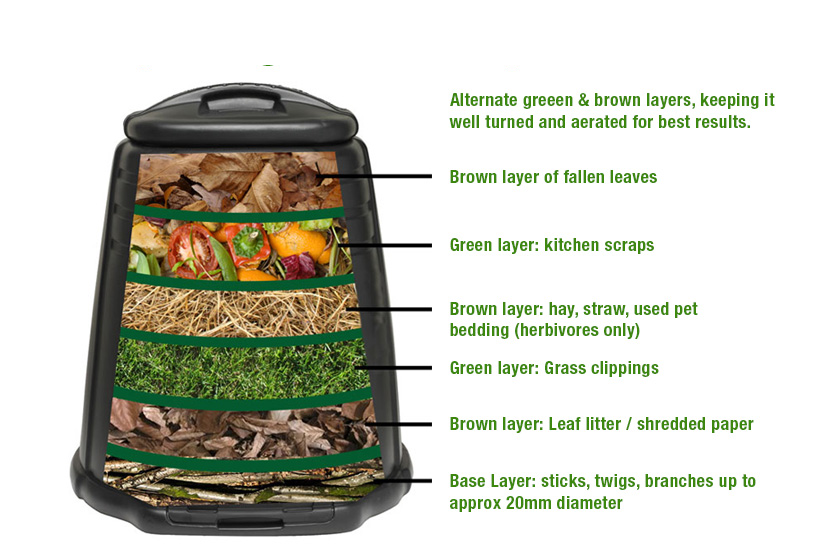 Alternate greeen & brown layers, keeping it
well turned and aerated for best results.
Brown layer of fallen leaves
Green layer: kitchen scraps
Brown layer: hay, straw, used pet
bedding (herbivores only)
Green layer: Grass clippings
Brown layer: Leaf litter / shredded paper
Base Layer: sticks, twigs, branches up to
approx 20mm diameter